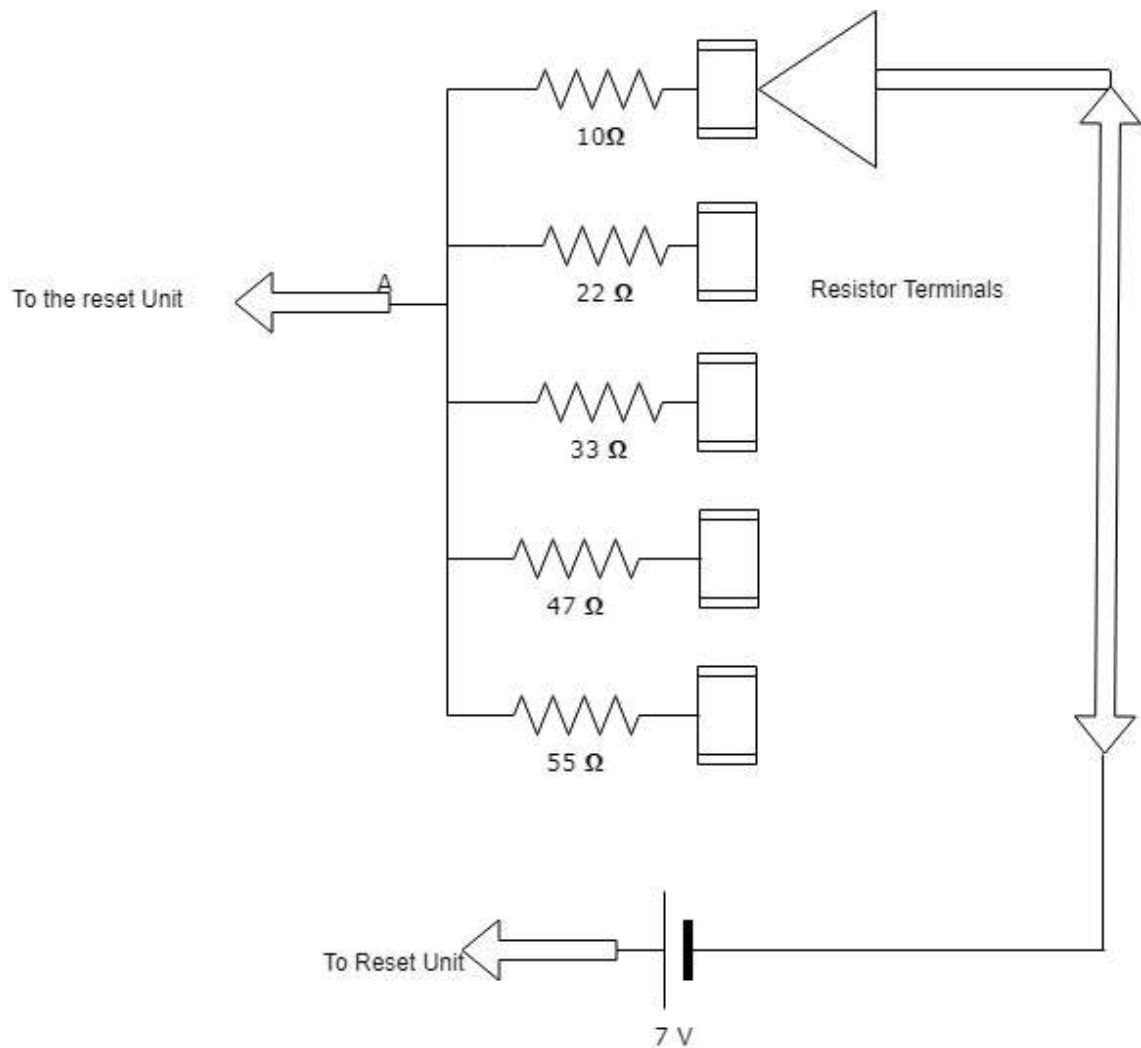 10Ω
22 Ω
A
To the reset Unit
Resistor Terminals
33 Ω
47 Ω
55 Ω
To Reset Unit
7 V